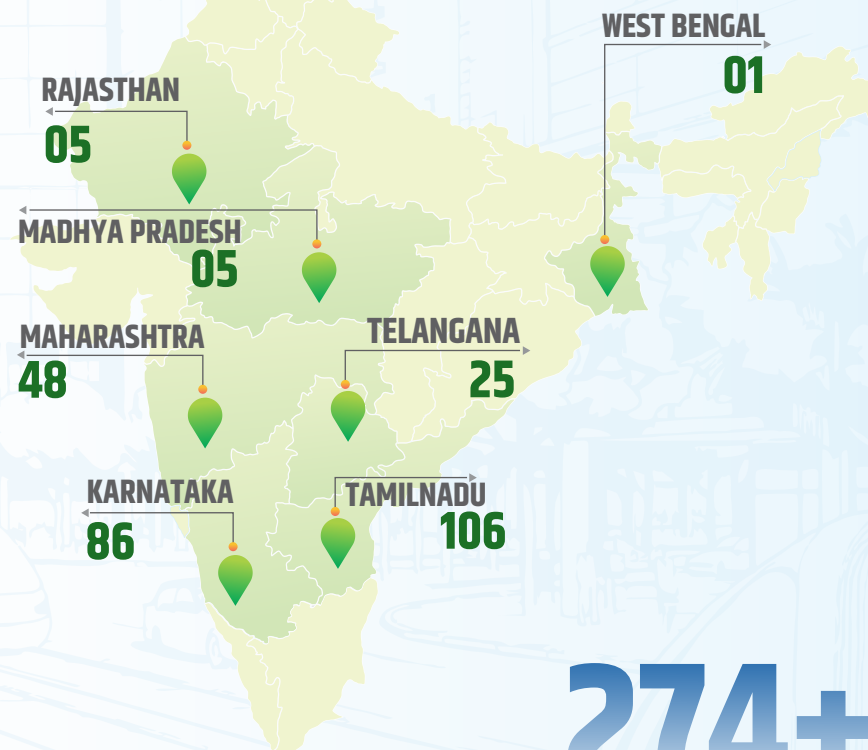 WEST BENGAL
01
RAJASTHAN
05
MADHYA PRADESH
05
MAHARASHTRA
48
TELANGANA
25
KARNATAKA
86
TAMILNADU
106
274+